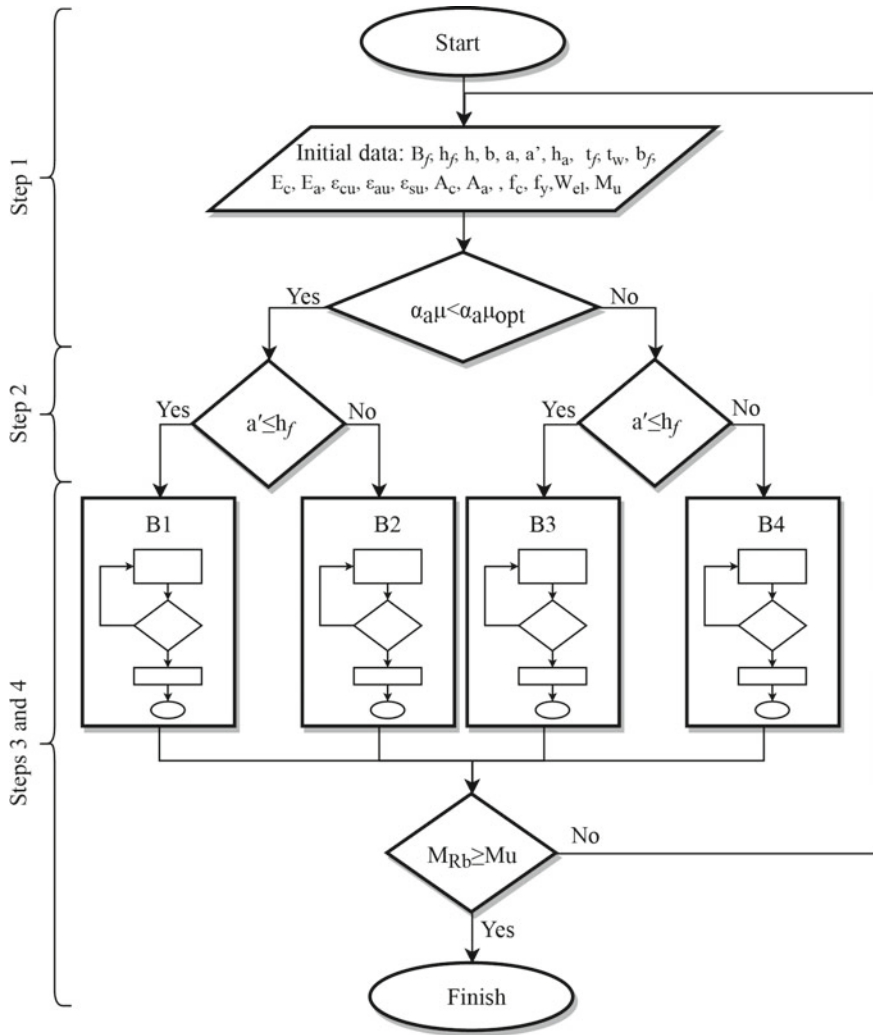 Start
Initial data: B_f, h_f, h, b, a, a', h_a, t_f, t_w, b_f,
E_c, E_a, ε_cu, ε_au, ε_su, A_c, A_a, , f_c, f_y,W_el, M_u
Step 1
Yes
α_aμ<α_aμ_opt
No
Step 2
Yes
a′≤h_f
No
Yes
a′≤h_f
No
B1
B2
B3
B4
Steps 3 and 4
M_Rb≥Mu
No
Yes
Finish